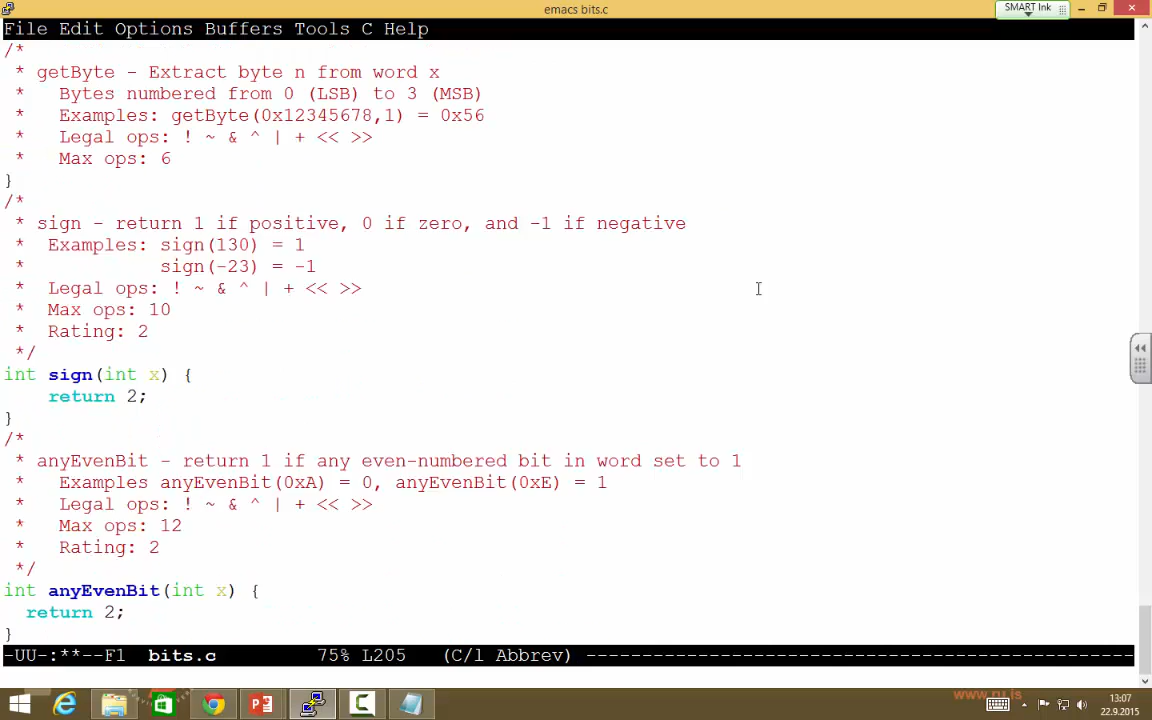 emacs bits.c
SMART Ink
File Edit Options Buffers Tools C Help
/*
 * getByte - Extract byte n from word x
 *   Bytes numbered from 0 (LSB) to 3 (MSB)
 *   Examples: getByte(0x12345678,1) = 0x56
 *   Legal ops: ! ~ & ^ | + << >>
 *   Max ops: 6
}
/*
 * sign - return 1 if positive, 0 if zero, and -1 if negative
 *  Examples: sign(130) = 1
 *            sign(-23) = -1
 *  Legal ops: ! ~ & ^ | + << >>
 *  Max ops: 10
 *  Rating: 2
 */
int sign(int x) {
    return 2;
}
/*
 * anyEvenBit - return 1 if any even-numbered bit in word set to 1
 *   Examples anyEvenBit(0xA) = 0, anyEvenBit(0xE) = 1
 *   Legal ops: ! ~ & ^ | + << >>
 *   Max ops: 12
 *   Rating: 2
 */
int anyEvenBit(int x) {
  return 2;
}
-UU-:**--F1  bits.c         75% L205   (C/l Abbrev) --------------------------------------------------
www.ru.is
13:07
22.9.2015